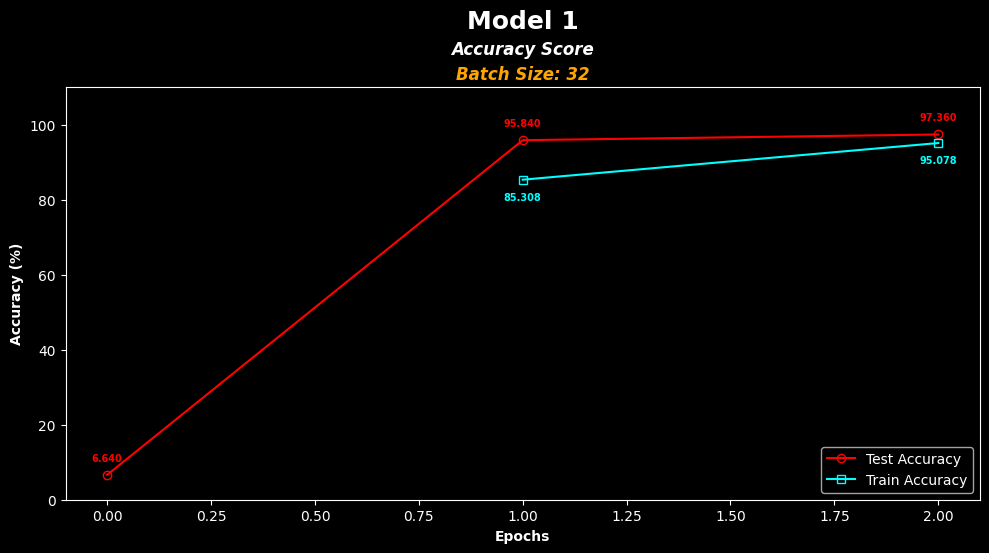 Model 1
Accuracy Score
Batch Size: 32
Accuracy (%)
100
80
60
40
20
0
95.840
97.360
85.308
95.078
6.640
Test Accuracy
Train Accuracy
0.00 0.25 0.50 0.75 1.00 1.25 1.50 1.75 2.00
Epochs